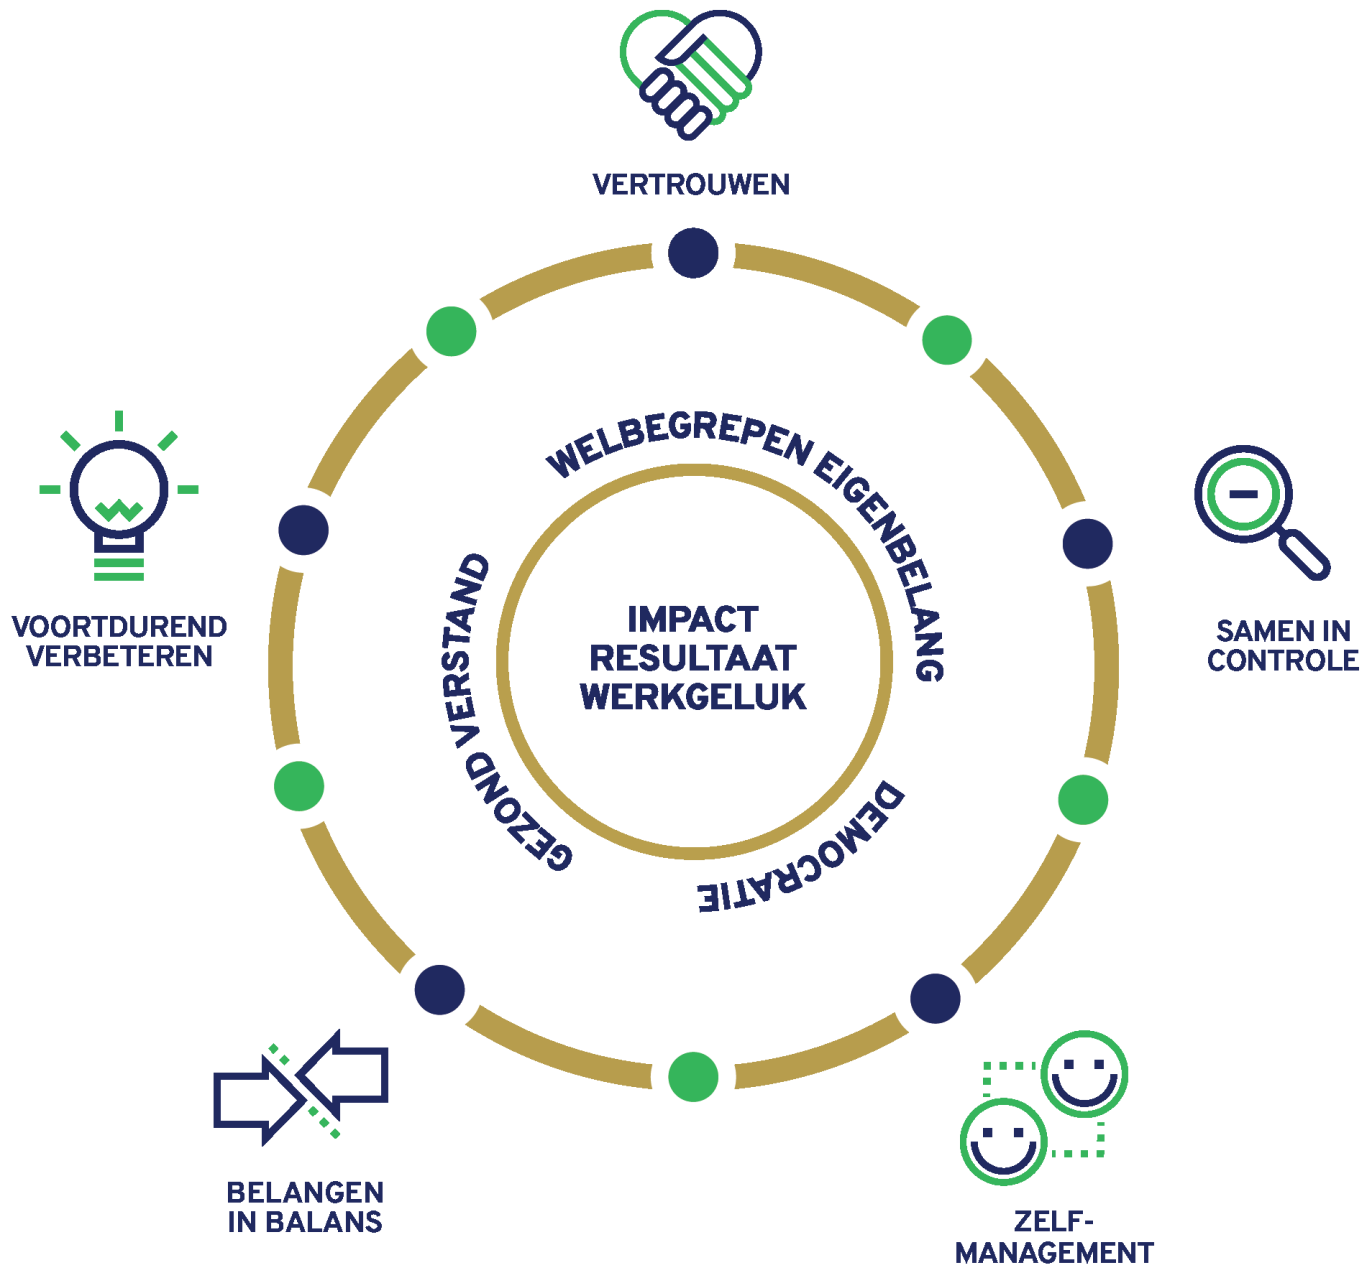 VERTROUWEN
WELBEGREPEN EIGENBELANG
GEZOND VERSTAND
DEMOCRATIE
IMPACT
RESULTAAT
WERKGELUK
VOORTDUREND
VERBETEREN
SAMEN IN
CONTROLE
BELANGEN
IN BALANS
ZELF-
MANAGEMENT